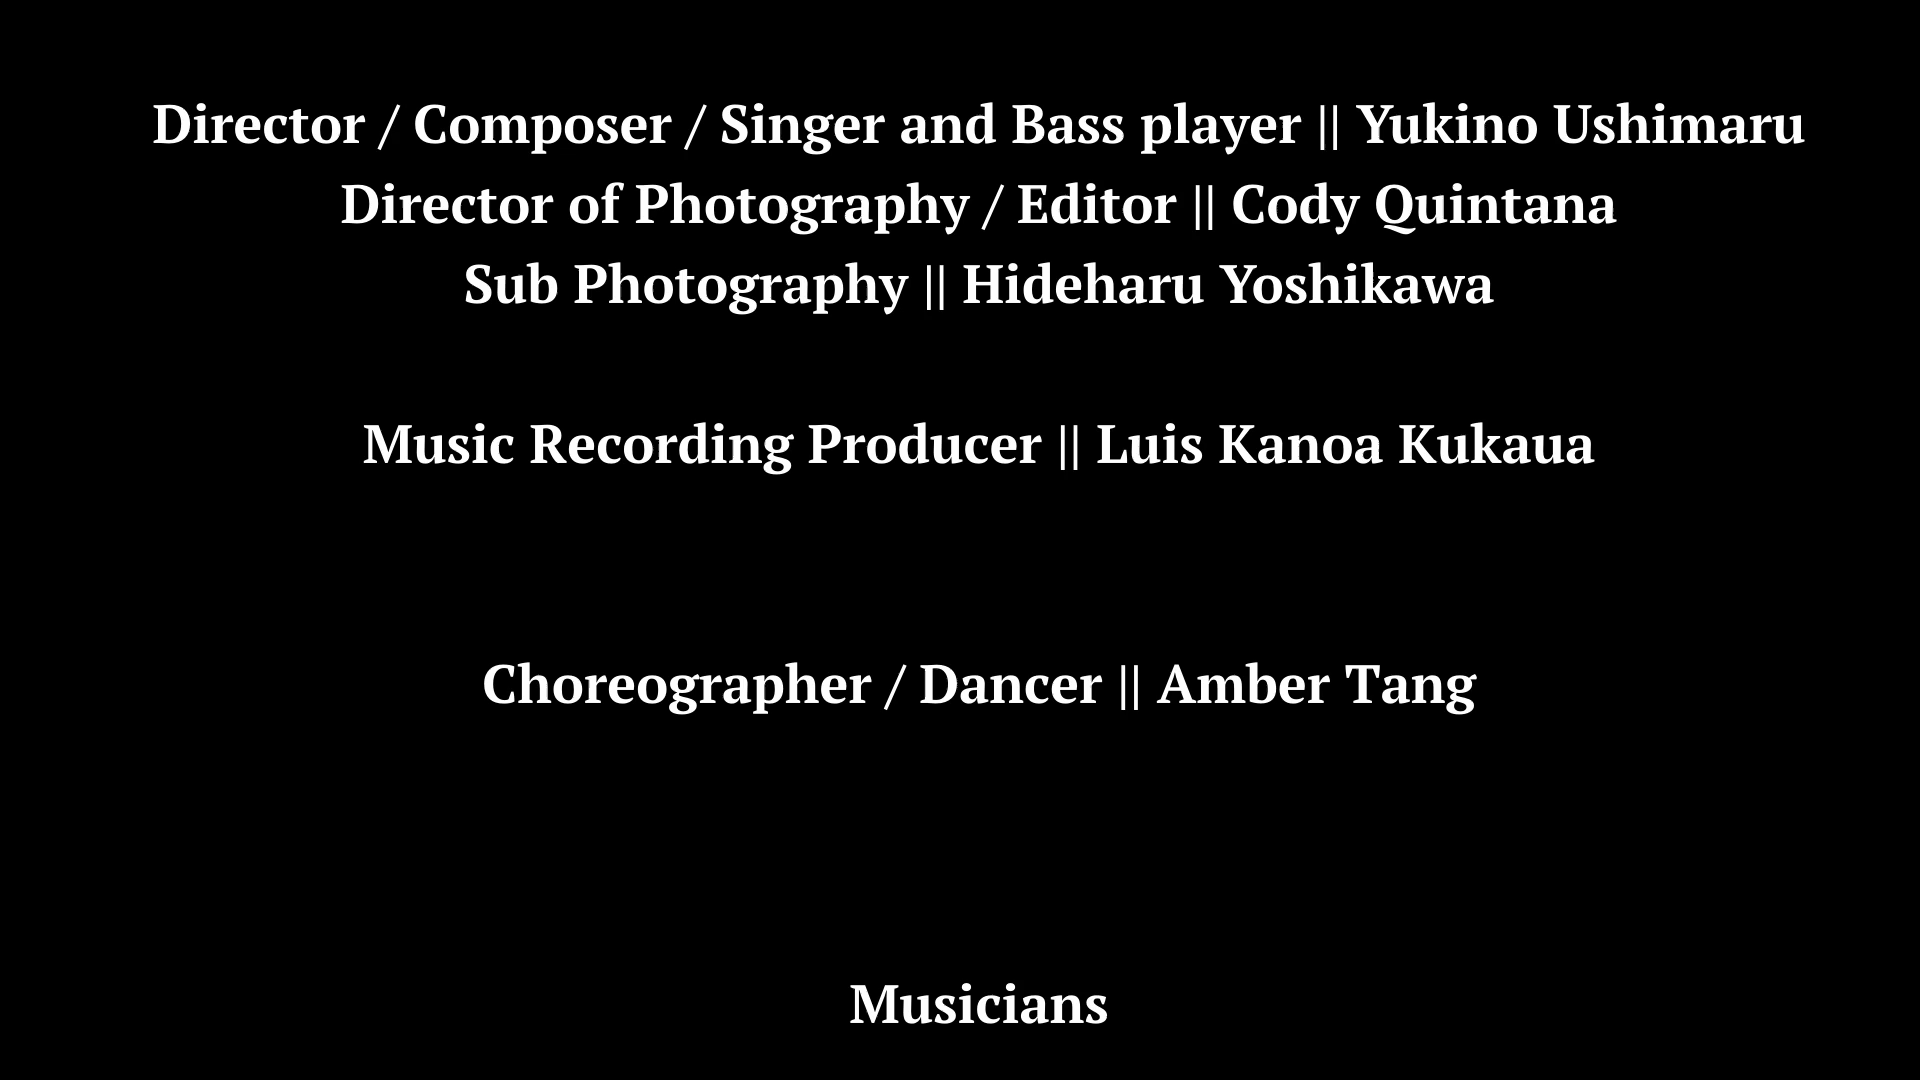 Director / Composer / Singer and Bass player || Yukino Ushimaru
Director of Photography / Editor || Cody Quintana
Sub Photography || Hideharu Yoshikawa
Music Recording Producer || Luis Kanoa Kukaua
Choreographer / Dancer || Amber Tang
Musicians